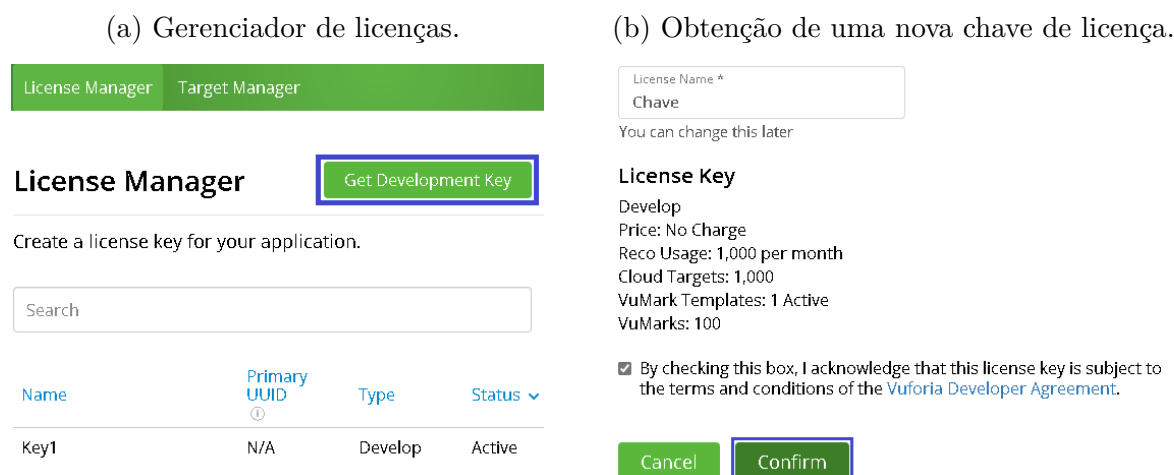 (a) Gerenciador de licenças.
License Manager Target Manager
License Manager
Get Development Key
Create a license key for your application.
Search
Name Primary UUID Type Status
Key1 N/A Develop Active
(b) Obtenção de uma nova chave de licença.
License Name *
Chave
You can change this later
License Key
Develop
Price: No Charge
Reco Usage: 1,000 per month
Cloud Targets: 1,000
VuMark Templates: 1 Active
VuMarks: 100
By checking this box, I acknowledge that this license key is subject to
the terms and conditions of the Vuforia Developer Agreement.
Cancel Confirm